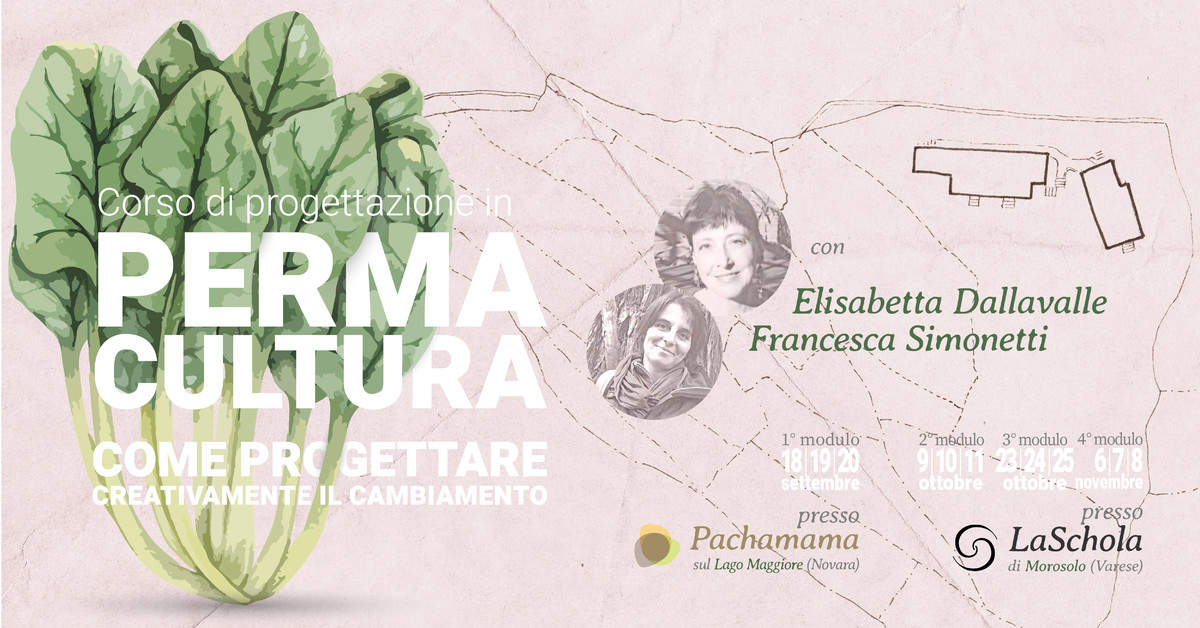 Corso di progettazione in
PERMA
CULTURA
COME PROGETTARE
CREATIVAMENTE IL CAMBIAMENTO
con
Elisabetta Dallavalle
Francesca Simonetti
1° modulo
18|19|20
settembre
2° modulo
9|10|11
ottobre
3° modulo
23|24|25
ottobre
4° modulo
6|7|8
novembre
presso
Pachamama
sul Lago Maggiore (Novara)
presso
LaSchola
di Morosolo (Varese)